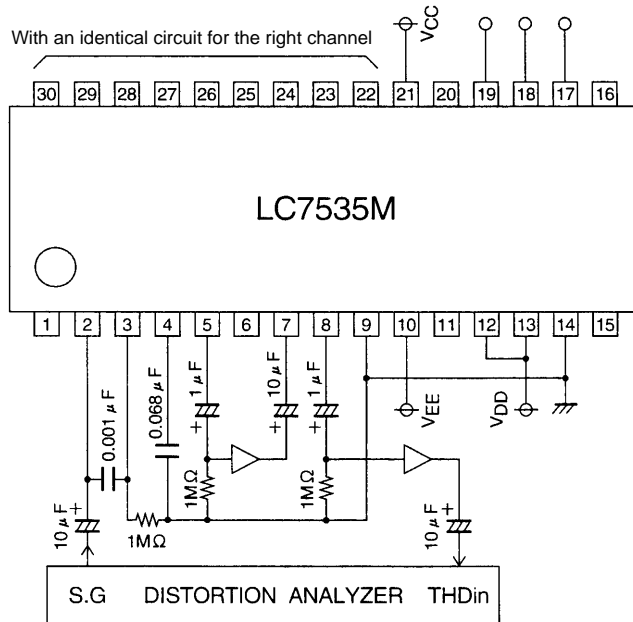 With an identical circuit for the right channel
VCC
30 29 28 27 26 25 24 23 22 21 20 19 18 17 16
LC7535M
1 2 3 4 5 6 7 8 9 10 11 12 13 14 15
0.001 μF
0.068 μF
1 μF
+
10 μF
+
1 μF
+
VEE
VDD
1MΩ
1MΩ
1MΩ
10 μF
+
10 μF
+
S.G DISTORTION ANALYZER THDin